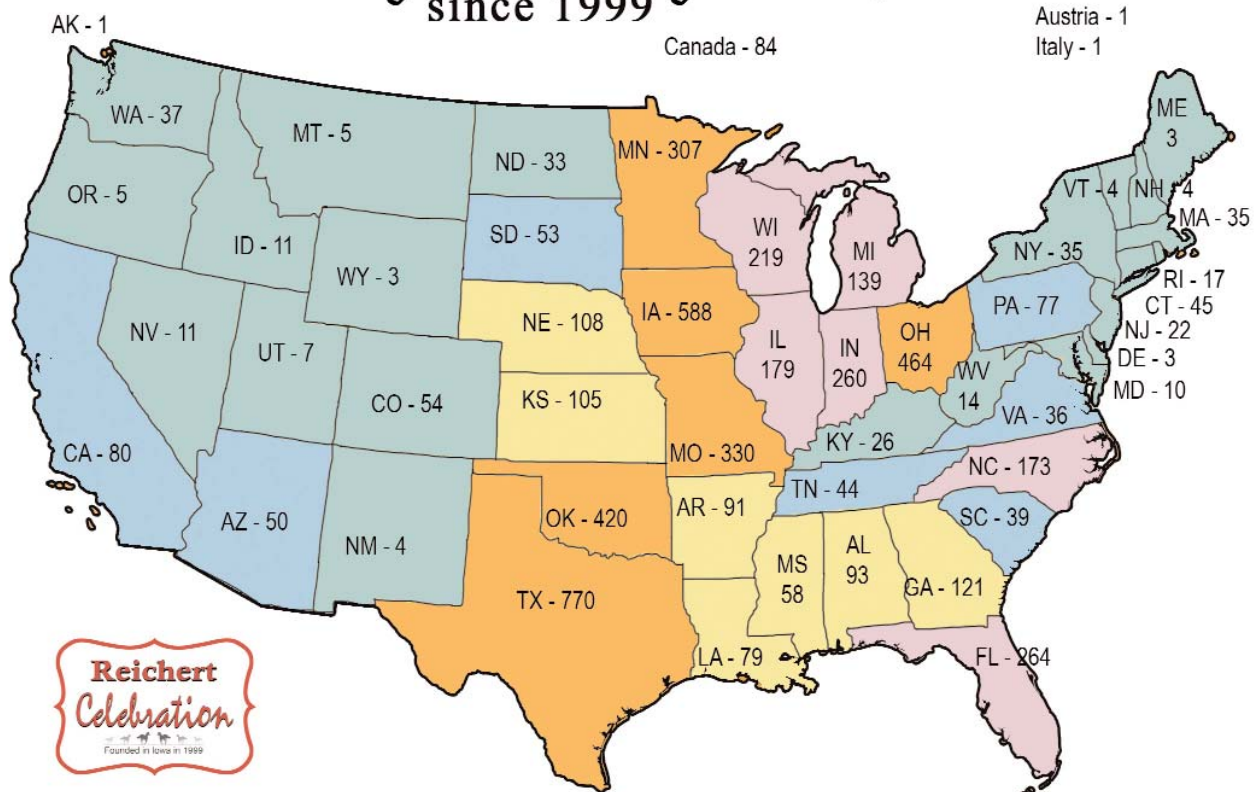 since 1999
AK - 1
Canada - 84
Austria - 1
Italy - 1
WA - 37
MT - 5
ND - 33
MN - 307
ME
3
OR - 5
ID - 11
WY - 3
SD - 53
WI
219
MI
139
VT - 4
NH - 4
MA - 35
NY - 35
RI - 17
CT - 45
NJ - 22
DE - 3
MD - 10
PA - 77
NV - 11
UT - 7
CO - 54
NE - 108
IA - 588
IL
179
IN
260
OH
464
WV
14
VA - 36
KS - 105
MO - 330
KY - 26
CA - 80
AZ - 50
NM - 4
OK - 420
AR - 91
TN - 44
NC - 173
SC - 39
TX - 770
LA - 79
MS
58
AL
93
GA - 121
FL - 264
Reichert
Celebration
Founded in Iowa in 1999